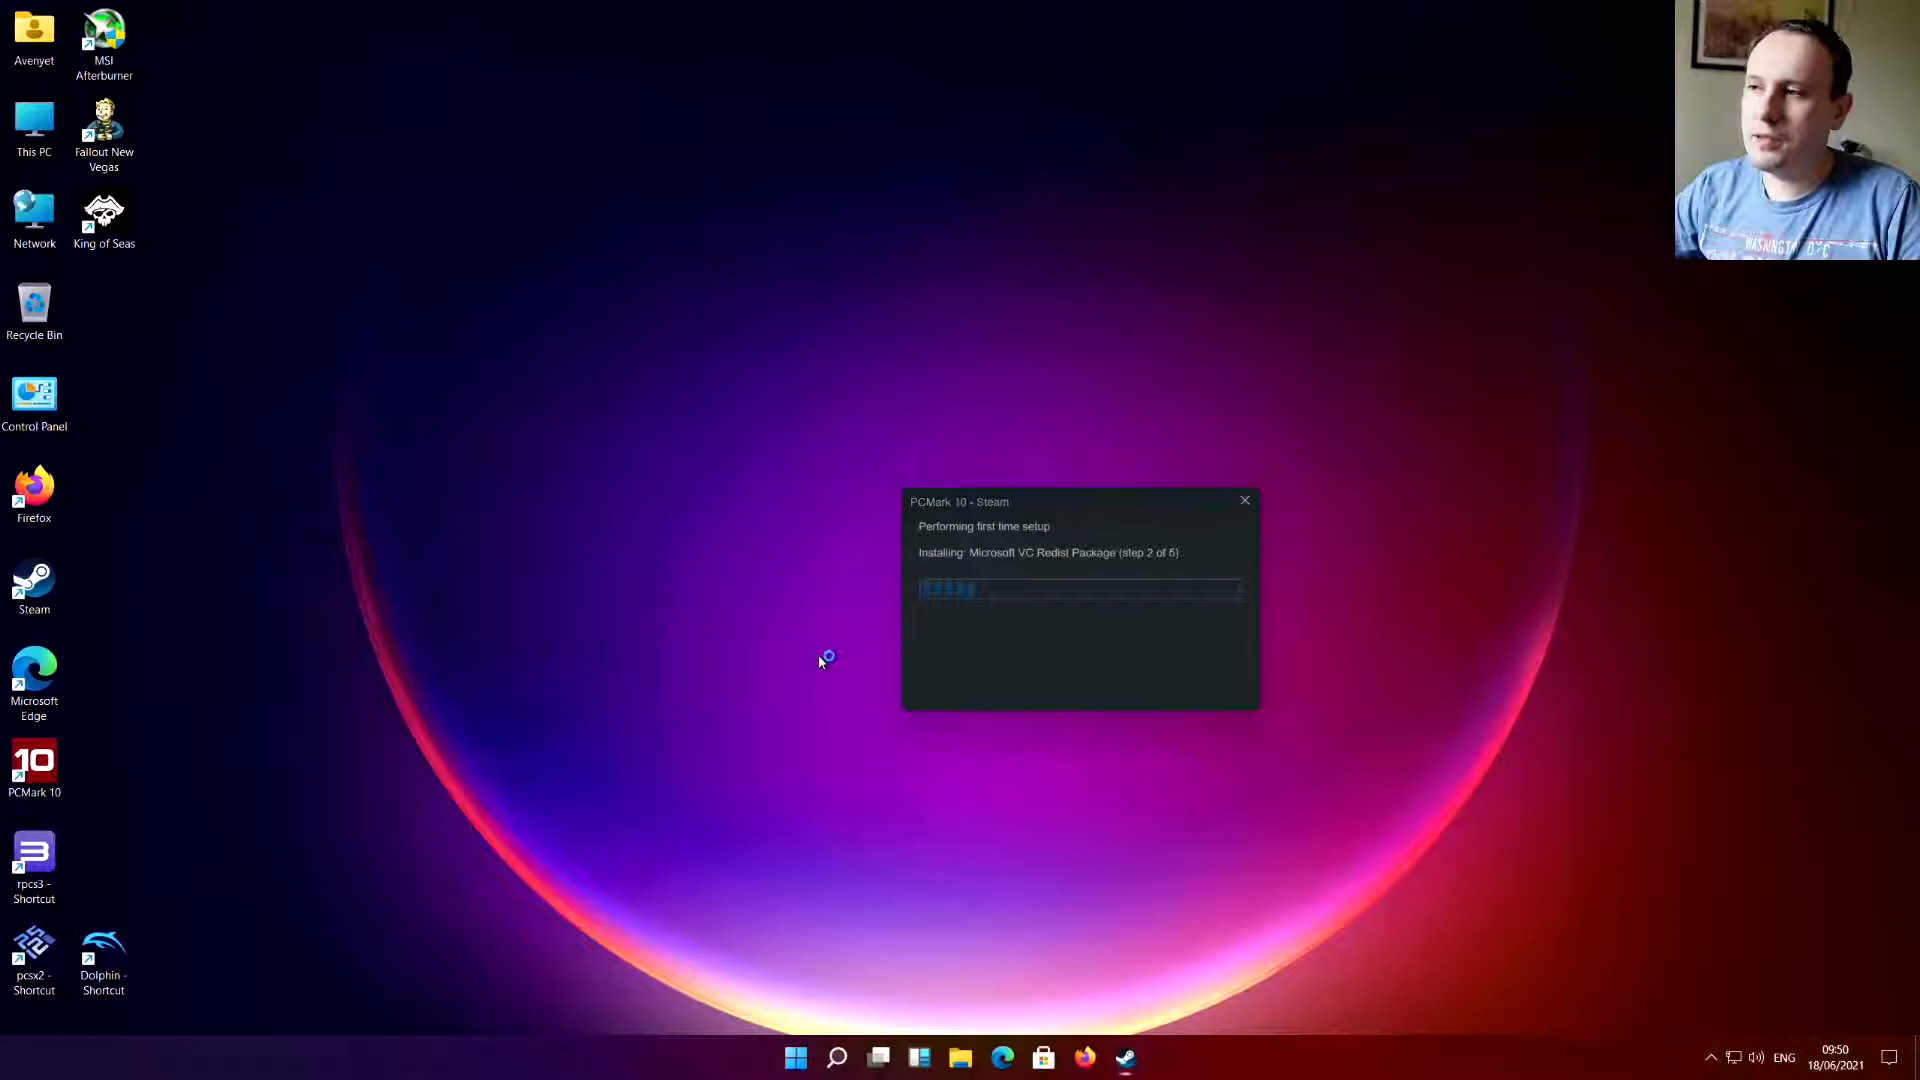 Avenyet
MSI
Afterburner
This PC
Fallout New
Vegas
Network
King of Seas
Recycle Bin
Control Panel
Firefox
Steam
Microsoft
Edge
10
PCMark 10
rpcs3 -
Shortcut
pcsx2 -
Shortcut
Dolphin -
Shortcut
PCMark 10 - Steam
Performing first time setup
Installing: Microsoft VC Redist Package (step 2 of 5)
WASHINGT
ENG
09:50
18/06/2021